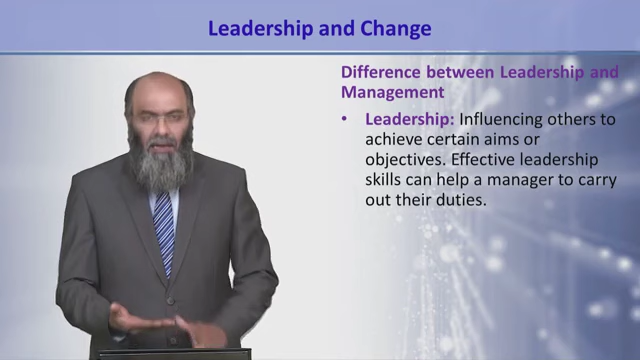 Leadership and Change
Difference between Leadership and
Management
• Leadership: Influencing others to
achieve certain aims or
objectives. Effective leadership
skills can help a manager to carry
out their duties.